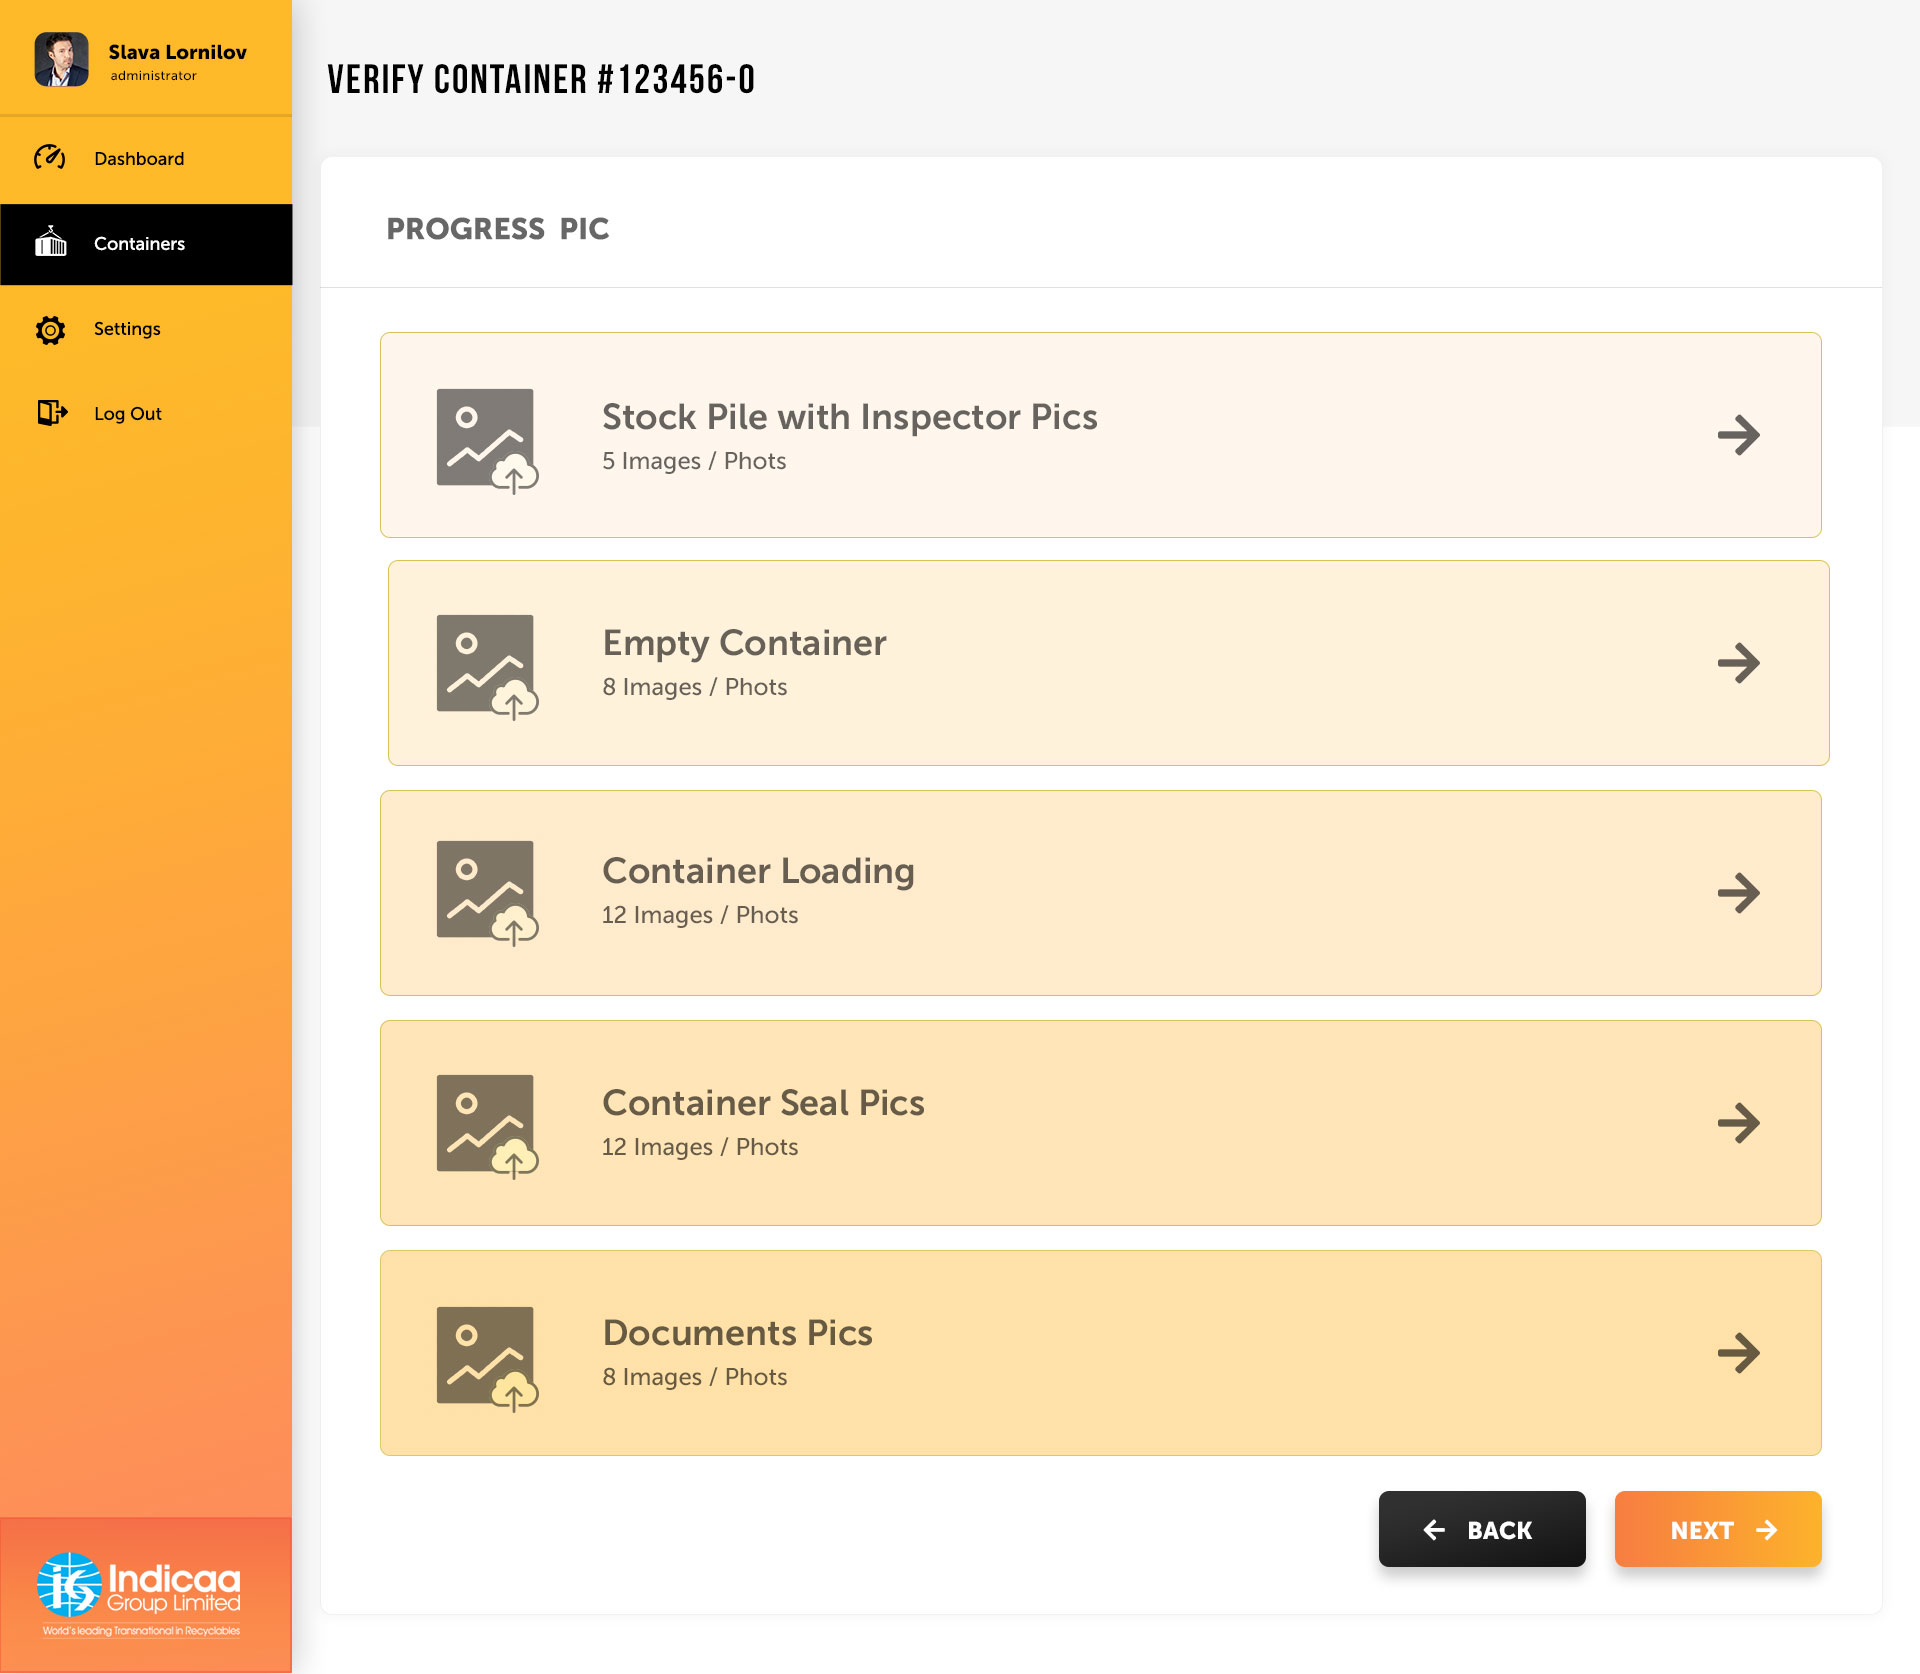 Slava Lornilov
administrator
Dashboard
Containers
Settings
Log Out
iG
Indicaa
Group Limited
World's leading Transnational in Recyclables
VERIFY CONTAINER #123456-0
PROGRESS PIC
Stock Pile with Inspector Pics
5 Images / Phots
Empty Container
8 Images / Phots
Container Loading
12 Images / Phots
Container Seal Pics
12 Images / Phots
Documents Pics
8 Images / Phots
BACK
NEXT